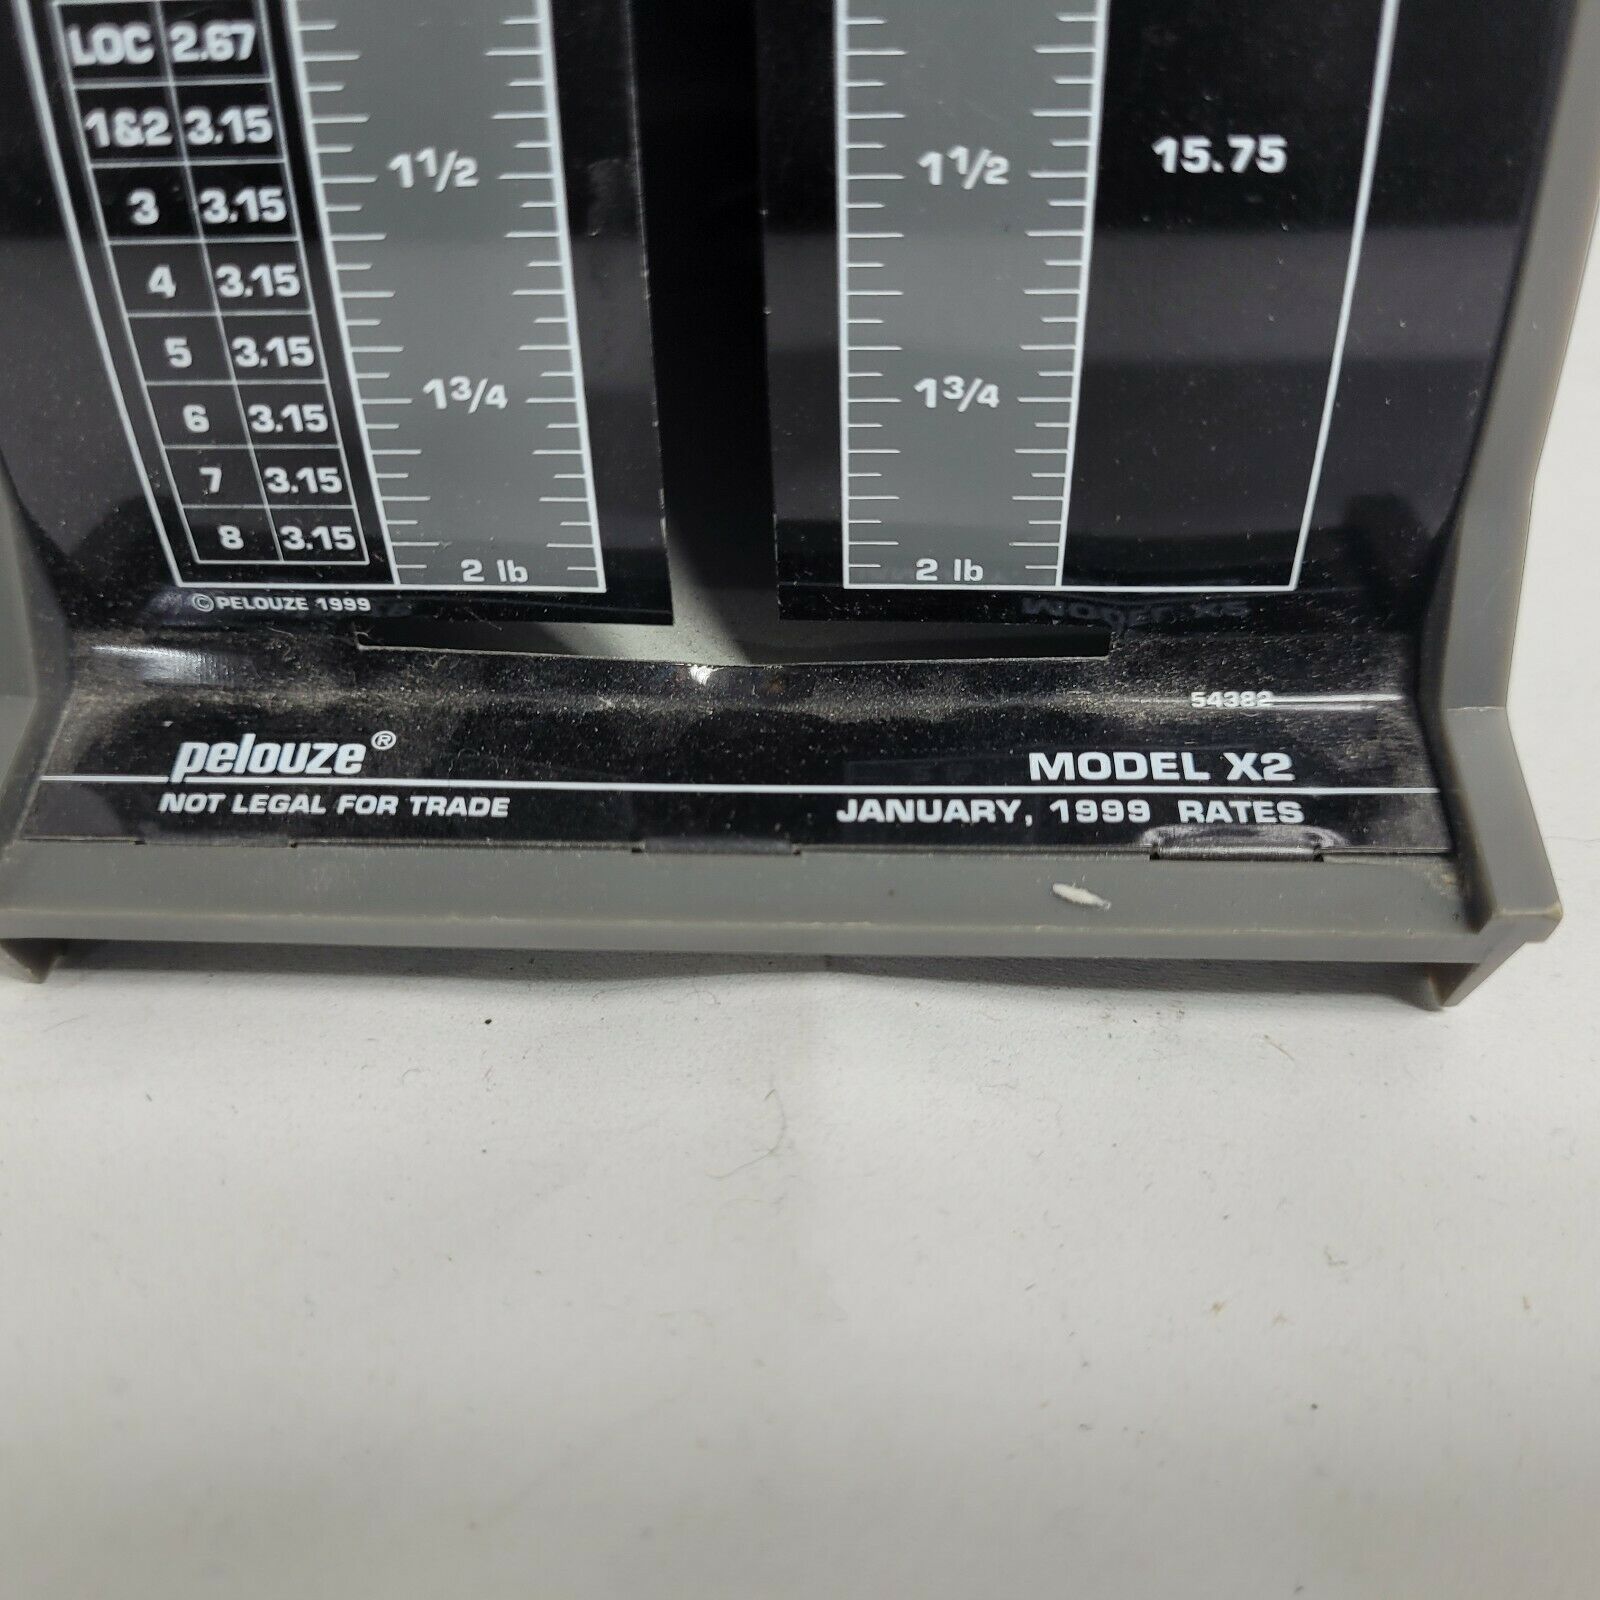 LOC 2.67
1&2 3.15
3 3.15
4 3.15
5 3.15
6 3.15
7 3.15
8 3.15
1 1/2
1 3/4
2 lb
1 1/2
1 3/4
2 lb
15.75
©PELOUZE 1999
54382
pelouze®
MODEL X2
NOT LEGAL FOR TRADE
JANUARY, 1999 RATES